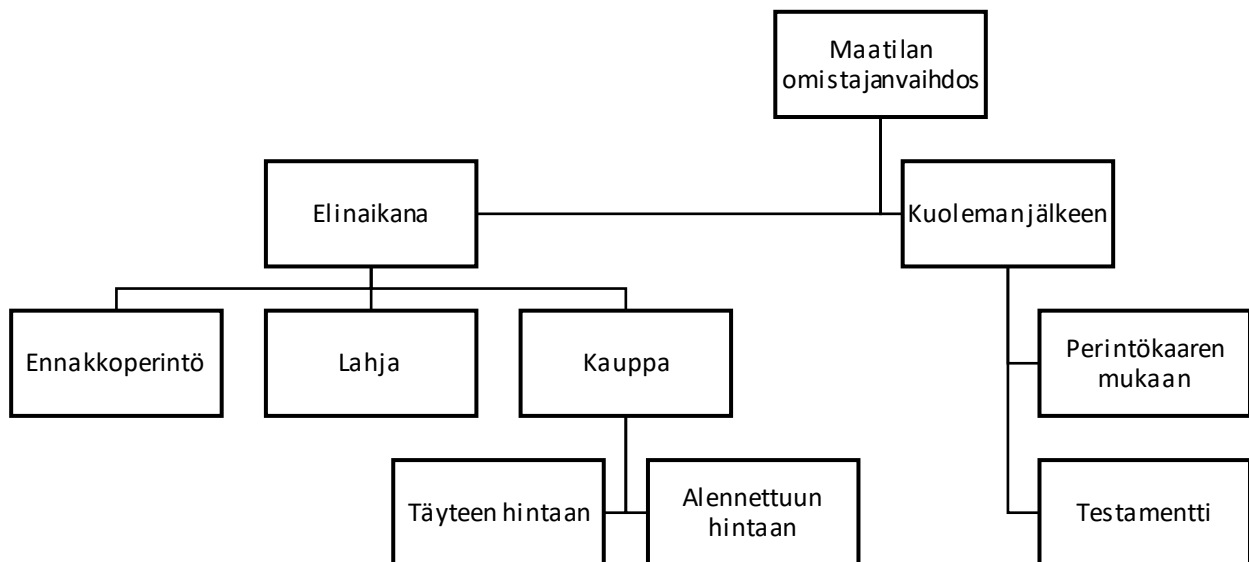 Maatilan
omistajanvaihdos
Elinaikana
Kuoleman jälkeen
Ennakkoperintö
Lahja
Kauppa
Perintökaaren
mukaan
Täyteen hintaan
Alennettuun
hintaan
Testamentti